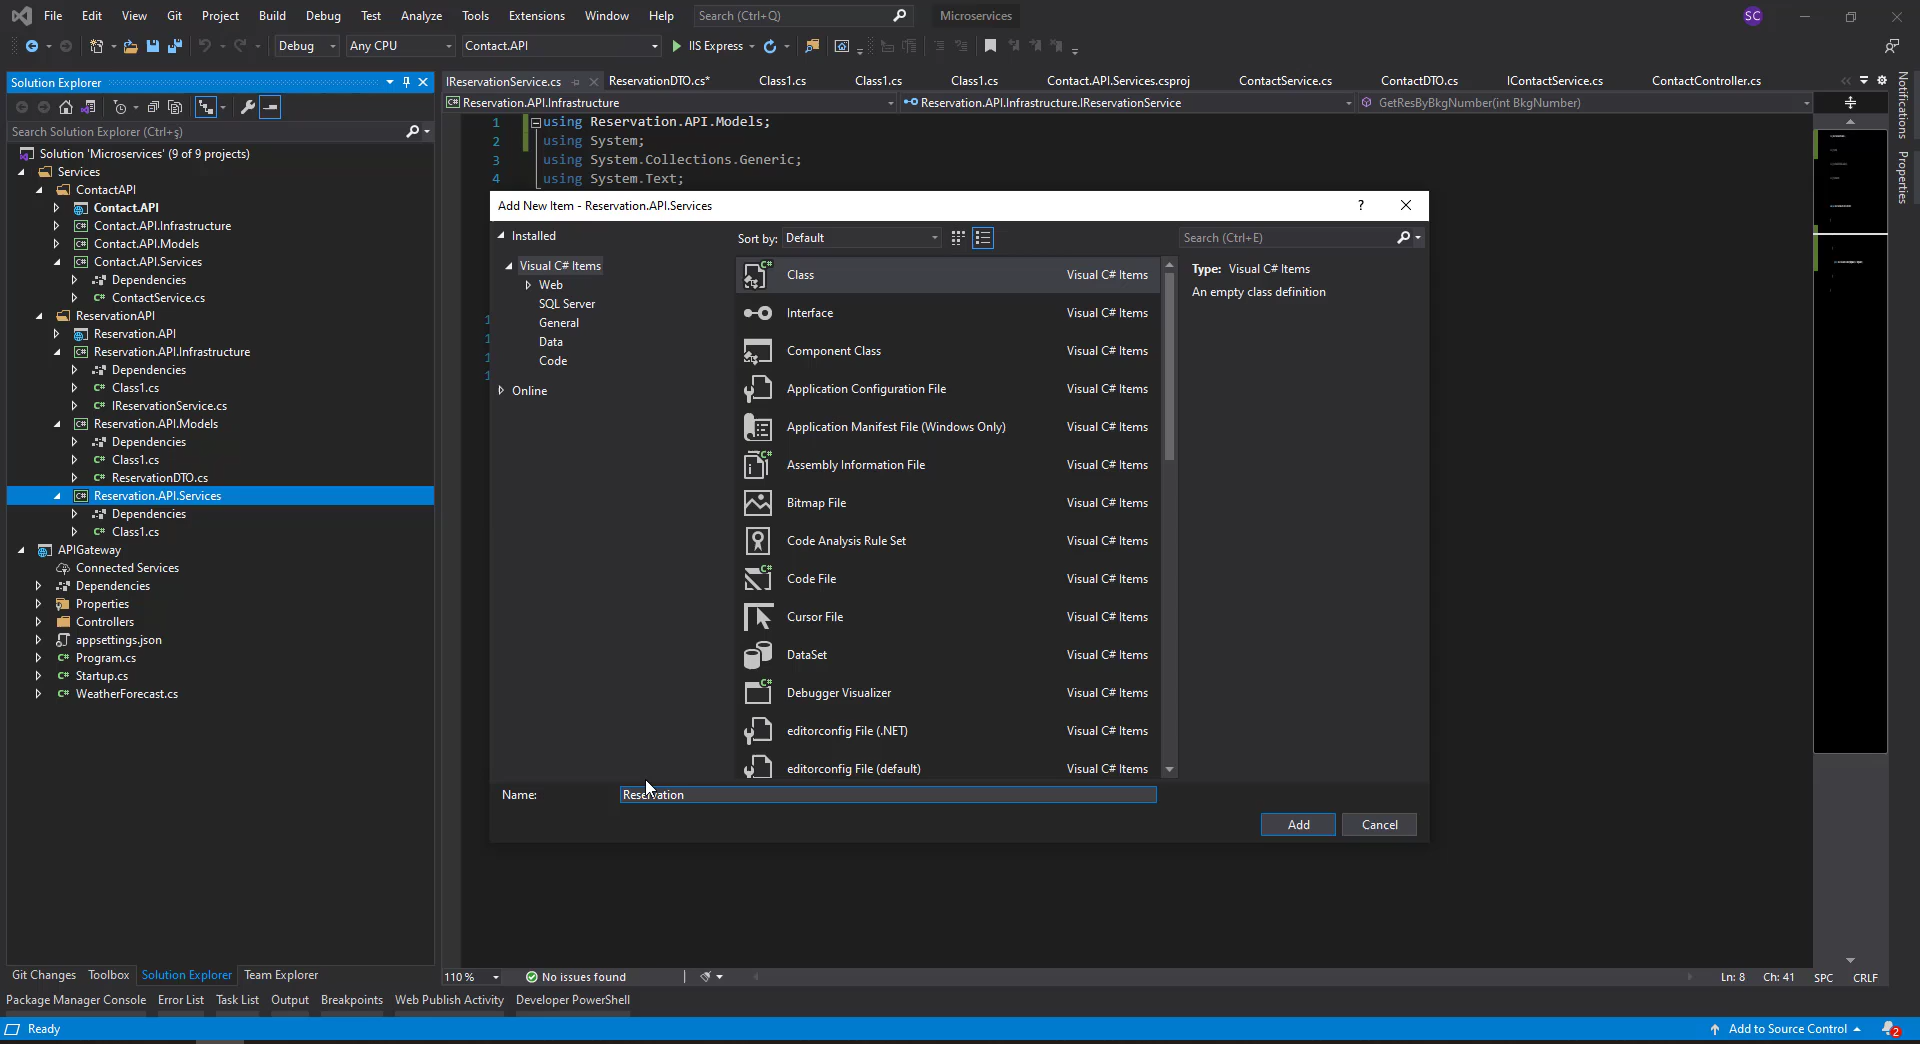 File Edit View Git Project Build Debug Test Analyze Tools Extensions Window Help Search (Ctrl+Q) Microservices SC
Debug Any CPU Contact.API IIS Express
Solution Explorer
Search Solution Explorer (Ctrl+ş)
Solution 'Microservices' (9 of 9 projects)
Services
ContactAPI
Contact.API
Contact.API.Infrastructure
Contact.API.Models
Contact.API.Services
Dependencies
ContactService.cs
ReservationAPI
Reservation.API
Reservation.API.Infrastructure
Dependencies
Class1.cs
IReservationService.cs
Reservation.API.Models
Dependencies
Class1.cs
ReservationDTO.cs
Reservation.API.Services
Dependencies
Class1.cs
APIGateway
Connected Services
Dependencies
Properties
Controllers
appsettings.json
Program.cs
Startup.cs
WeatherForecast.cs
Git Changes Toolbox Solution Explorer Team Explorer
IReservationService.cs ReservationDTO.cs* Class1.cs Class1.cs Class1.cs Contact.API.Services.csproj ContactService.cs ContactDTO.cs IContactService.cs ContactController.cs
Reservation.API.Infrastructure Reservation.API.Infrastructure.IReservationService GetResByBkgNumber(int BkgNumber)
1 using Reservation.API.Models;
2 using System;
3 using System.Collections.Generic;
4 using System.Text;
1
1
1
1
Add New Item - Reservation.API.Services ?
Installed
Visual C# Items
Web
SQL Server
General
Data
Code
Online
Sort by: Default
Search (Ctrl+E)
Class Visual C# Items
Interface Visual C# Items
Component Class Visual C# Items
Application Configuration File Visual C# Items
Application Manifest File (Windows Only) Visual C# Items
Assembly Information File Visual C# Items
Bitmap File Visual C# Items
Code Analysis Rule Set Visual C# Items
Code File Visual C# Items
Cursor File Visual C# Items
DataSet Visual C# Items
Debugger Visualizer Visual C# Items
editorconfig File (.NET) Visual C# Items
editorconfig File (default) Visual C# Items
Type: Visual C# Items
An empty class definition
Name: Reservation
Add Cancel
Notifications
Properties
110 % No issues found Ln: 8 Ch: 41 SPC CRLF
Package Manager Console Error List Task List Output Breakpoints Web Publish Activity Developer PowerShell
Ready Add to Source Control 2